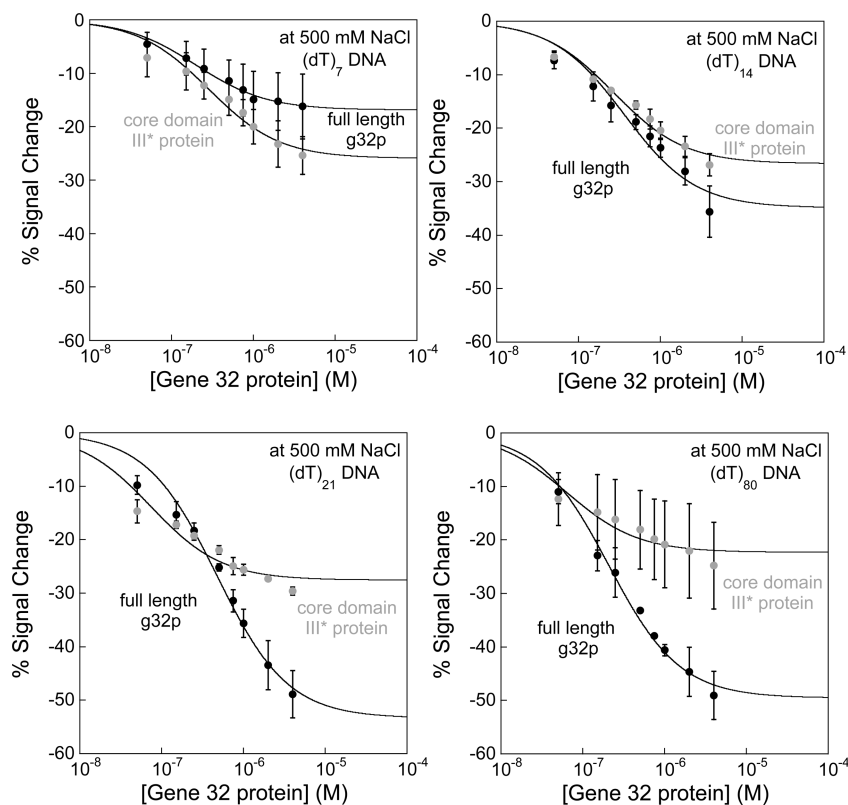 0
-10
-20
-30
-40
-50
-60
% Signal Change
at 500 mM NaCl
(dT)7 DNA
core domain
III* protein
full length
g32p
10-8
10-7
10-6
10-5
10-4
[Gene 32 protein] (M)
0
-10
-20
-30
-40
-50
-60
% Signal Change
at 500 mM NaCl
(dT)14 DNA
core domain
III* protein
full length
g32p
10-8
10-7
10-6
10-5
10-4
[Gene 32 protein] (M)
0
-10
-20
-30
-40
-50
-60
% Signal Change
at 500 mM NaCl
(dT)21 DNA
full length
g32p
core domain
III* protein
10-8
10-7
10-6
10-5
10-4
[Gene 32 protein] (M)
0
-10
-20
-30
-40
-50
-60
% Signal Change
at 500 mM NaCl
(dT)80 DNA
core domain
III* protein
full length
g32p
10-8
10-7
10-6
10-5
10-4
[Gene 32 protein] (M)